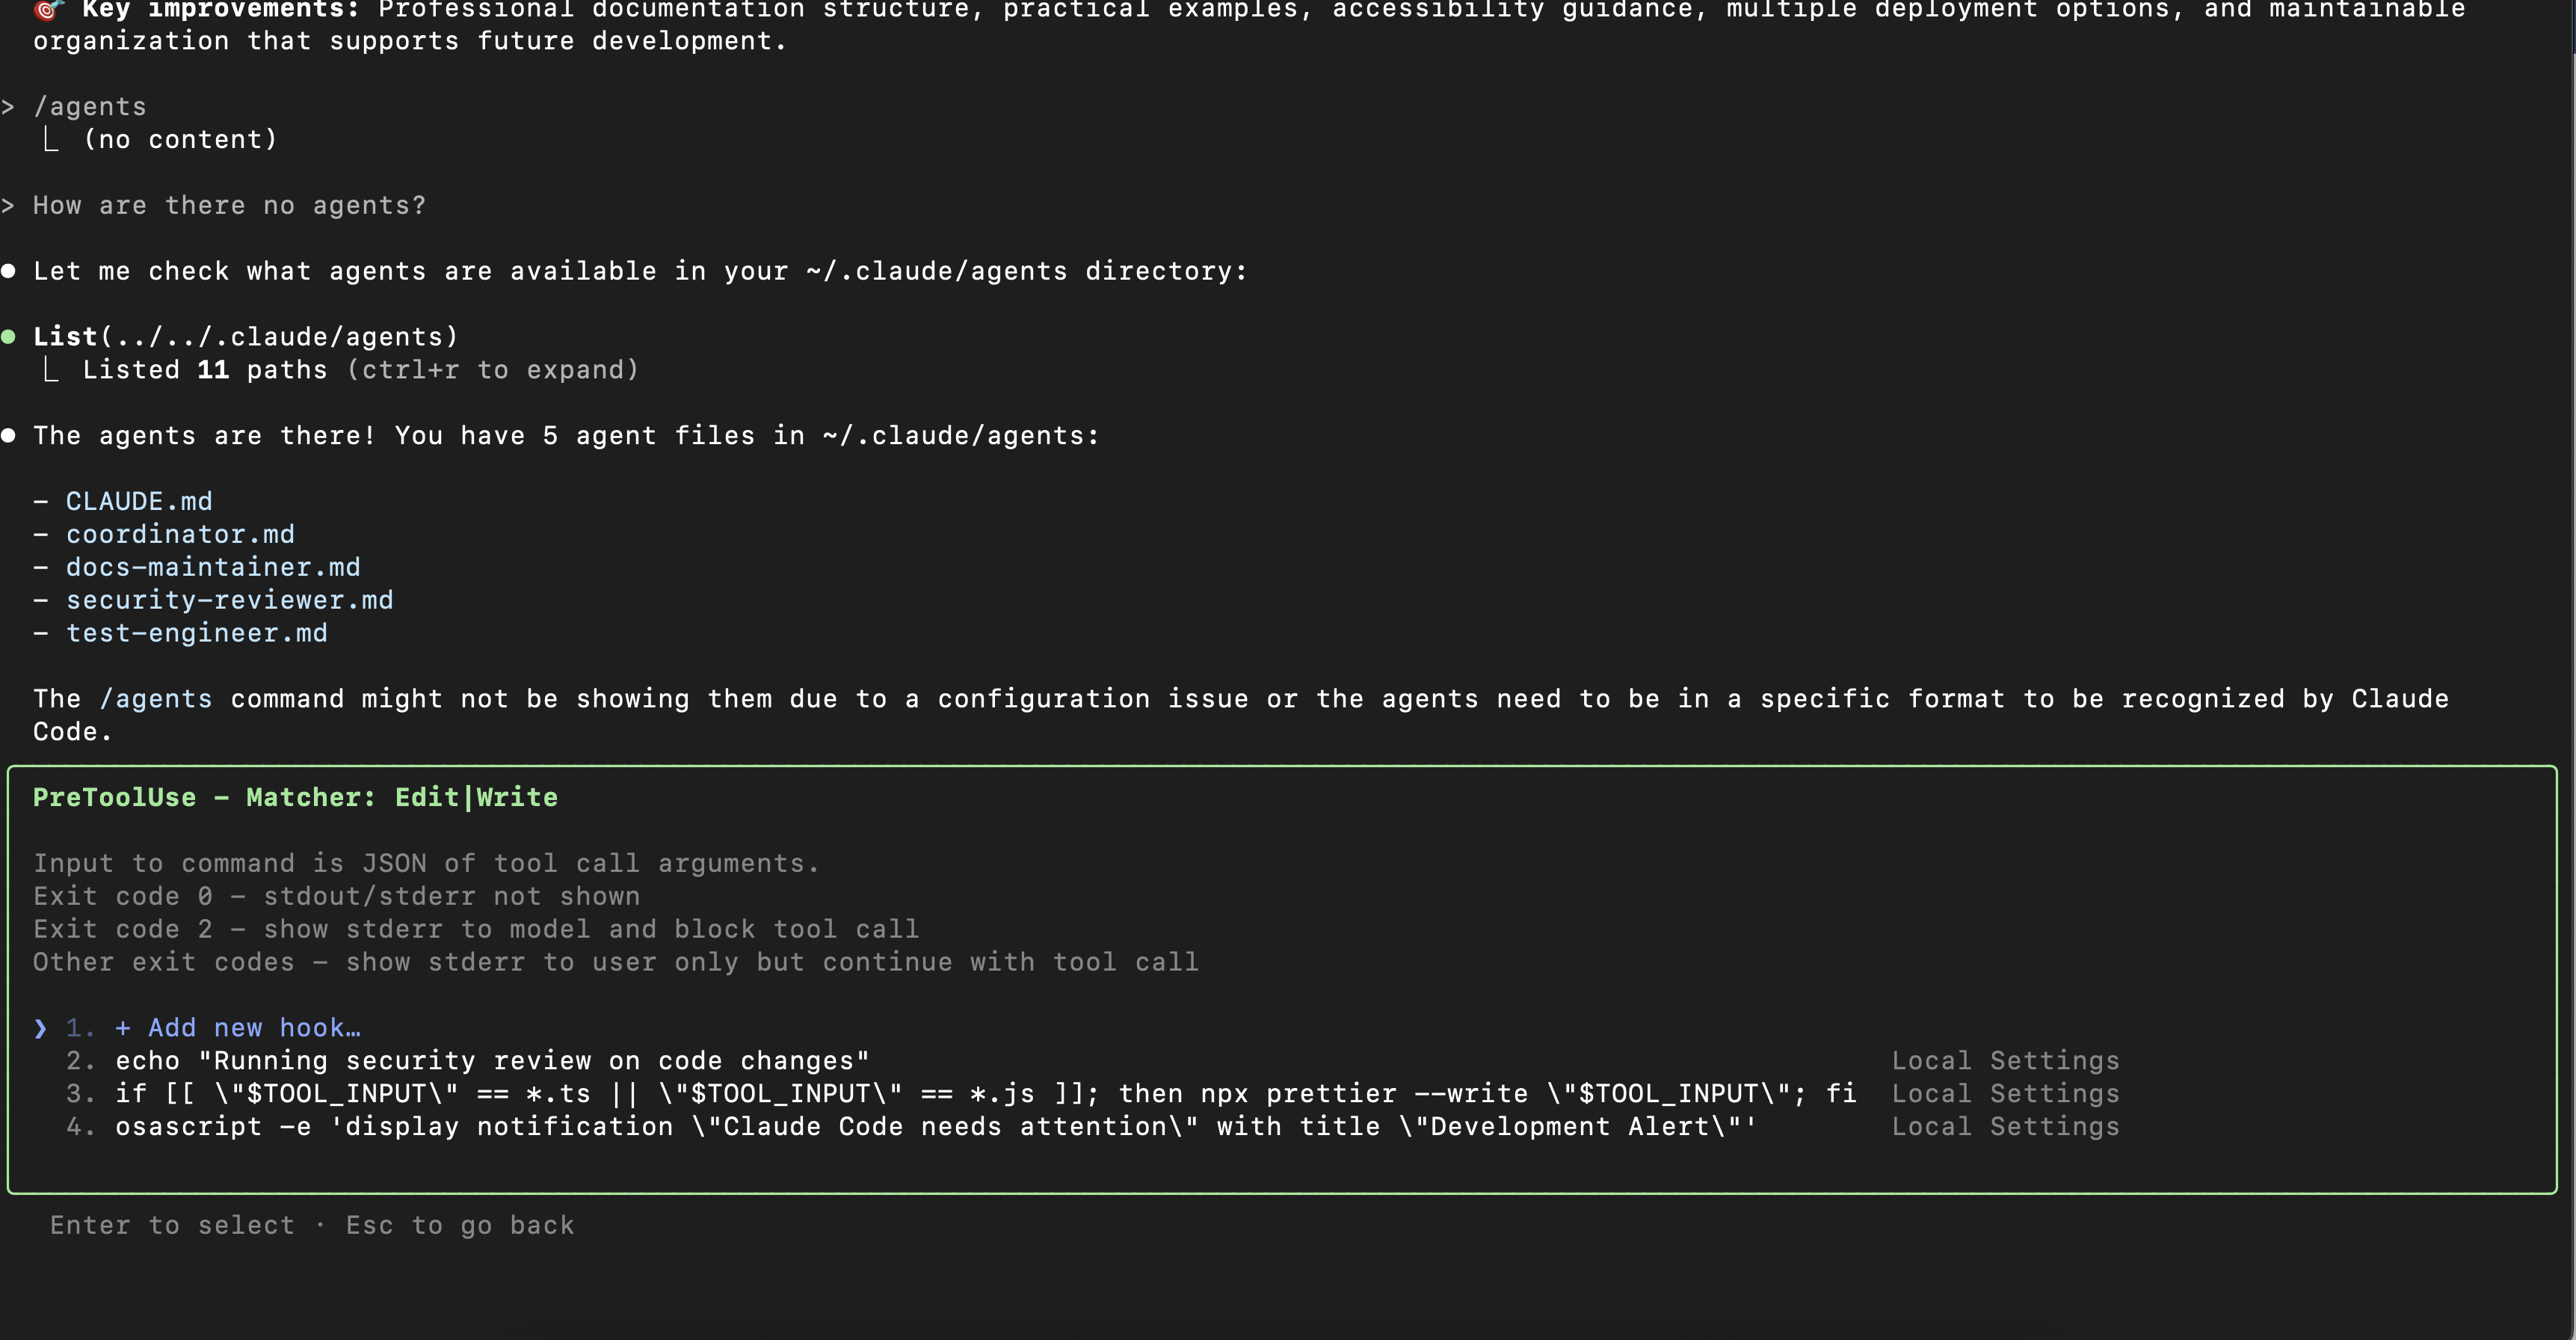 🎯 Key improvements: Professional documentation structure, practical examples, accessibility guidance, multiple deployment options, and maintainable
organization that supports future development.
> /agents
⎿ (no content)
> How are there no agents?
● Let me check what agents are available in your ~/.claude/agents directory:
● List(../../.claude/agents)
⎿ Listed 11 paths (ctrl+r to expand)
● The agents are there! You have 5 agent files in ~/.claude/agents:
- CLAUDE.md
- coordinator.md
- docs-maintainer.md
- security-reviewer.md
- test-engineer.md
The /agents command might not be showing them due to a configuration issue or the agents need to be in a specific format to be recognized by Claude
Code.
PreToolUse - Matcher: Edit|Write
Input to command is JSON of tool call arguments.
Exit code 0 - stdout/stderr not shown
Exit code 2 - show stderr to model and block tool call
Other exit codes - show stderr to user only but continue with tool call
❯ 1. + Add new hook…
2. echo "Running security review on code changes" Local Settings
3. if [[ \"$TOOL_INPUT\" == *.ts || \"$TOOL_INPUT\" == *.js ]]; then npx prettier --write \"$TOOL_INPUT\"; fi Local Settings
4. osascript -e 'display notification \"Claude Code needs attention\" with title \"Development Alert\"' Local Settings
Enter to select · Esc to go back